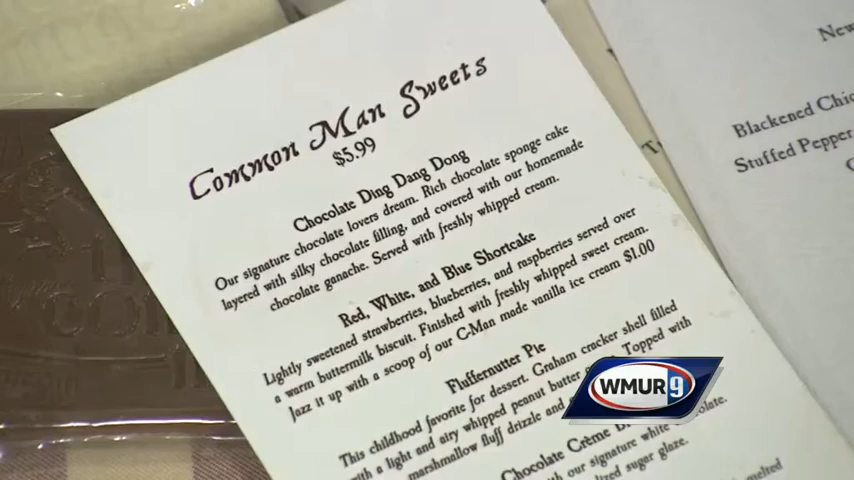 Common Man Sweets
$5.99
Chocolate Ding Dang Dong
Our signature chocolate lovers dream. Rich chocolate sponge cake
layered with silky chocolate filling, and covered with our homemade
chocolate ganache. Served with freshly whipped cream.
Red, White, and Blue Shortcake
Lightly sweetened strawberries, blueberries, and raspberries served over
a warm buttermilk biscuit. Finished with freshly whipped sweet cream.
Jazz it up with a scoop of our C-Man made vanilla ice cream $1.00
Fluffernutter Pie
This childhood favorite for dessert. Graham cracker shell filled
with a light and airy whipped peanut butter Topped with
marshmallow fluff drizzle and
Chocolate Crème
with our signature white
sugar glaze.
melted
New
Blackened
Stuffed Pepper
WMUR 9